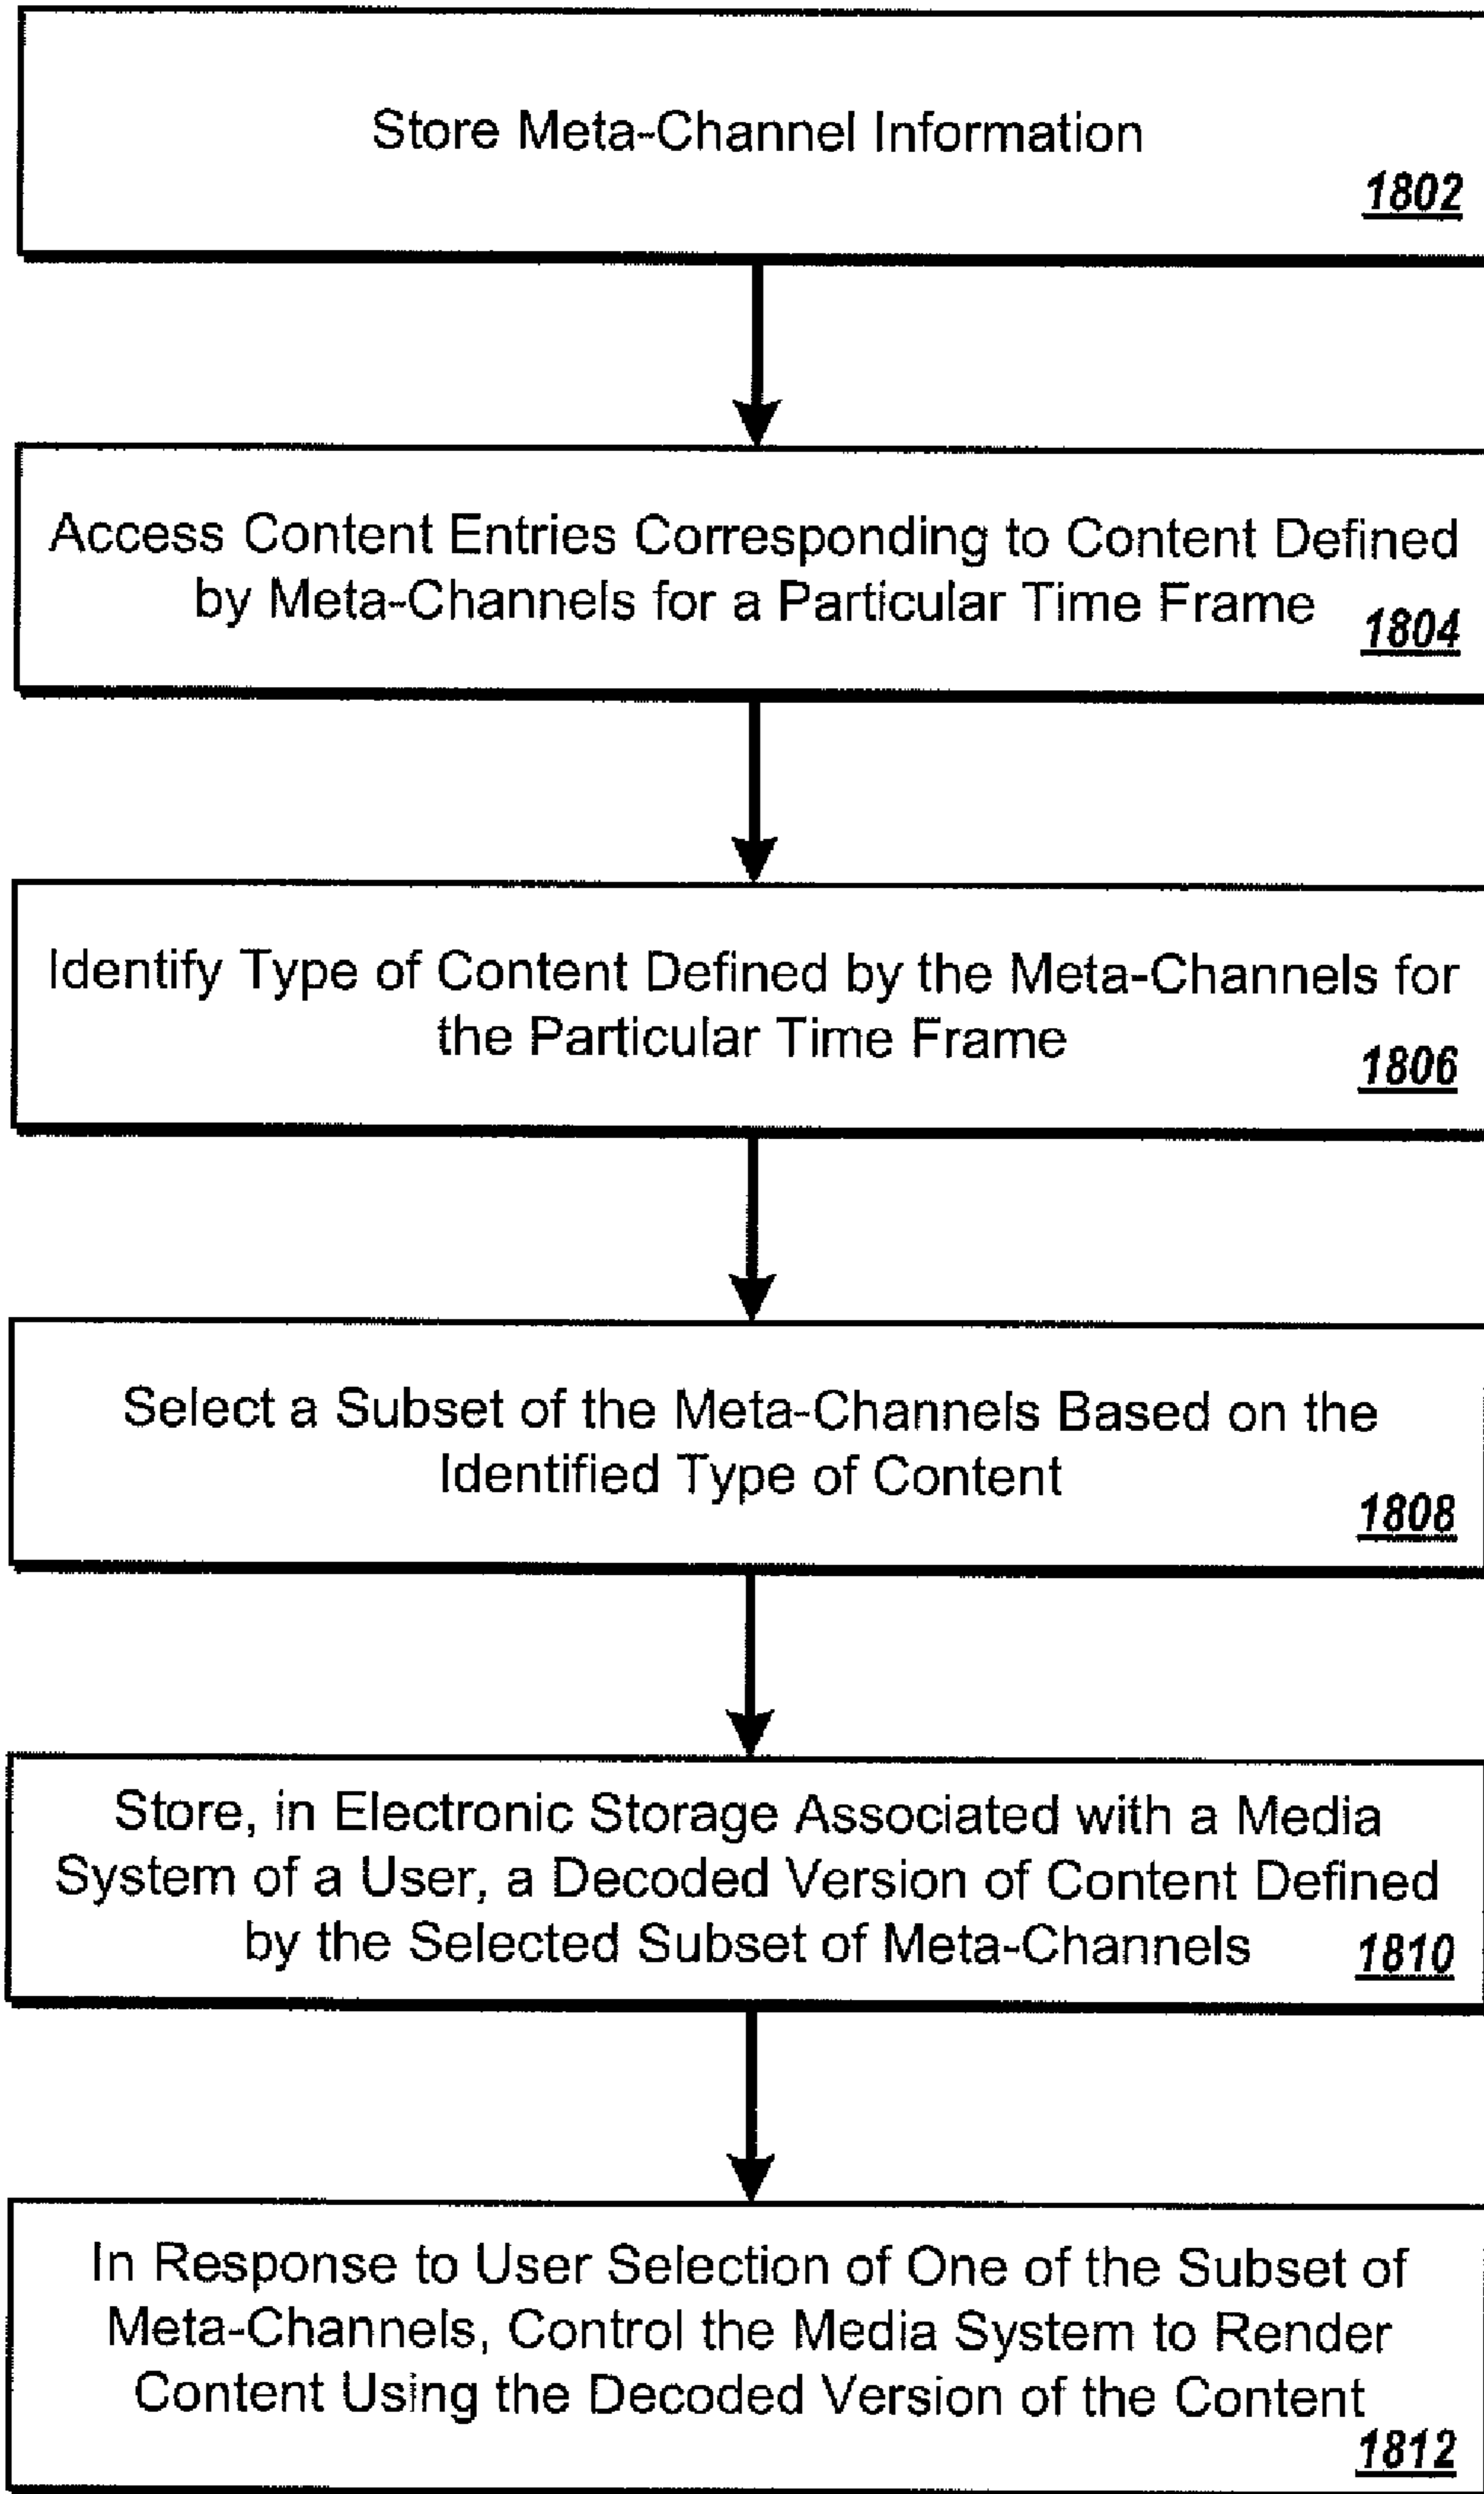 Store Meta-Channel Information
1802
Access Content Entries Corresponding to Content Defined
by Meta-Channels for a Particular Time Frame
1804
Identify Type of Content Defined by the Meta-Channels for
the Particular Time Frame
1806
Select a Subset of the Meta-Channels Based on the
Identified Type of Content
1808
Store, in Electronic Storage Associated with a Media
System of a User, a Decoded Version of Content Defined
by the Selected Subset of Meta-Channels
1810
In Response to User Selection of One of the Subset of
Meta-Channels, Control the Media System to Render
Content Using the Decoded Version of the Content
1812